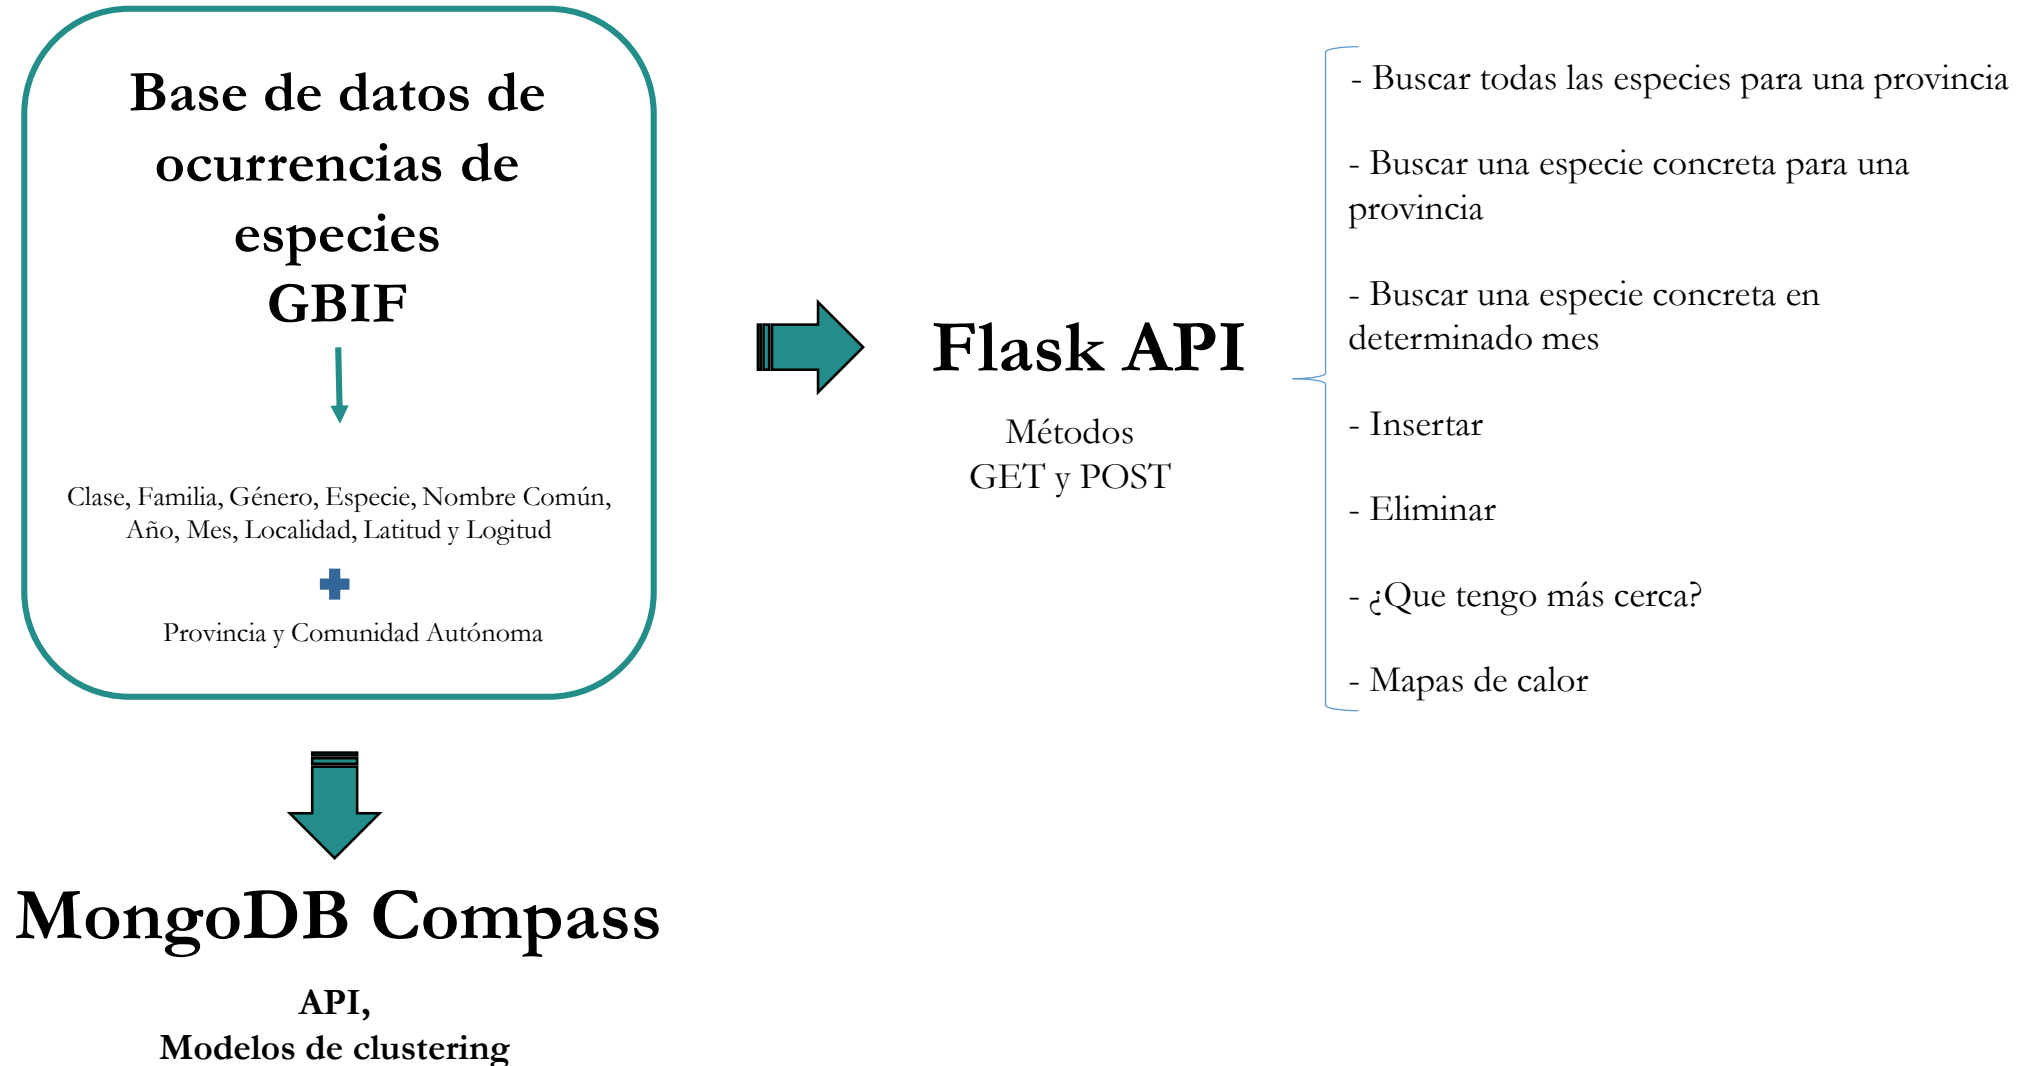 Base de datos de
ocurrencias de
especies
GBIF
Clase, Familia, Género, Especie, Nombre Común,
Año, Mes, Localidad, Latitud y Logitud
Provincia y Comunidad Autónoma
MongoDB Compass
API,
Modelos de clustering
Flask API
Métodos
GET y POST
- Buscar todas las especies para una provincia
- Buscar una especie concreta para una
provincia
- Buscar una especie concreta en
determinado mes
- Insertar
- Eliminar
- ¿Que tengo más cerca?
- Mapas de calor